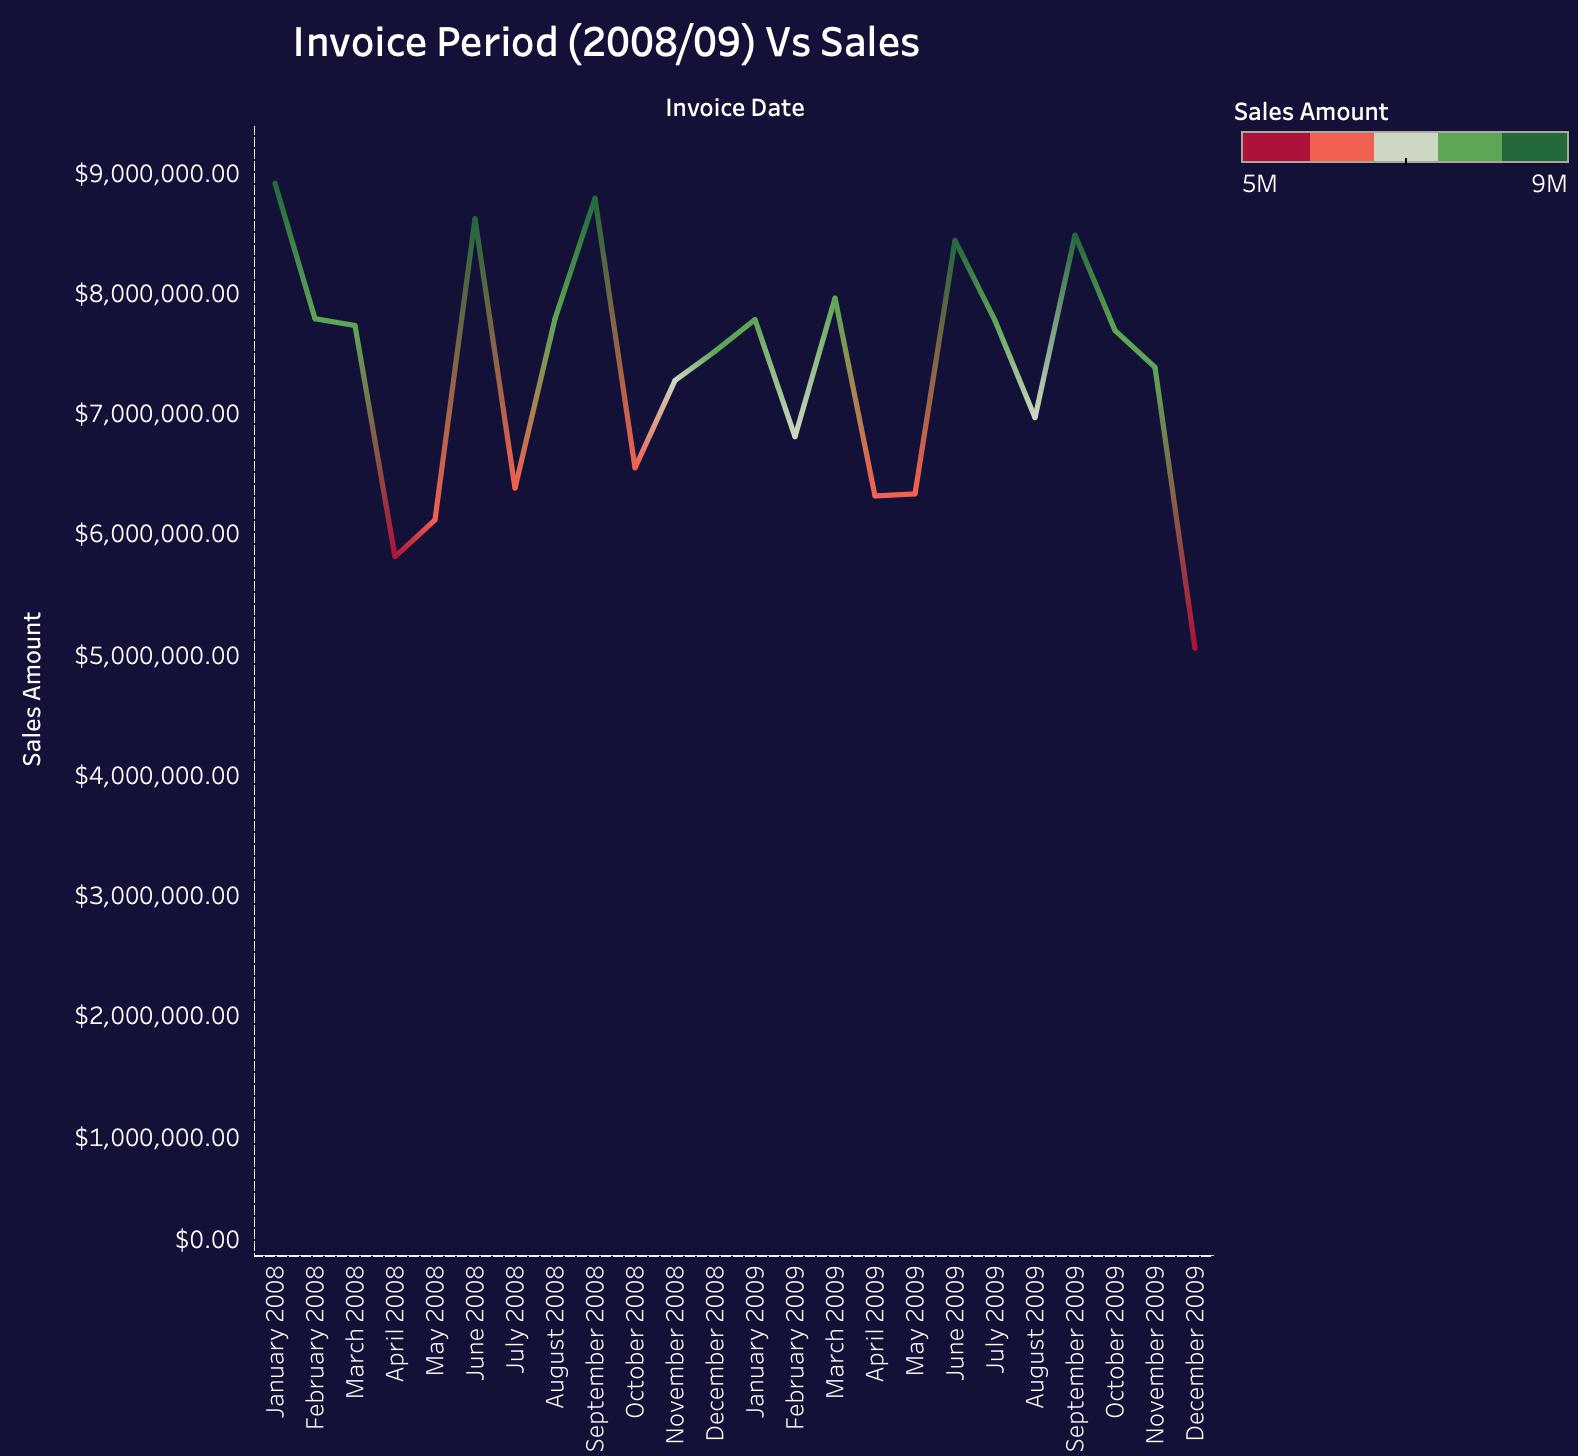 Invoice Period (2008/09) Vs Sales
Invoice Date
Sales Amount
5M
9M
$9,000,000.00
$8,000,000.00
$7,000,000.00
$6,000,000.00
$5,000,000.00
$4,000,000.00
$3,000,000.00
$2,000,000.00
$1,000,000.00
$0.00
Sales Amount
January 2008
February 2008
March 2008
April 2008
May 2008
June 2008
July 2008
August 2008
September 2008
October 2008
November 2008
December 2008
January 2009
February 2009
March 2009
April 2009
May 2009
June 2009
July 2009
August 2009
September 2009
October 2009
November 2009
December 2009